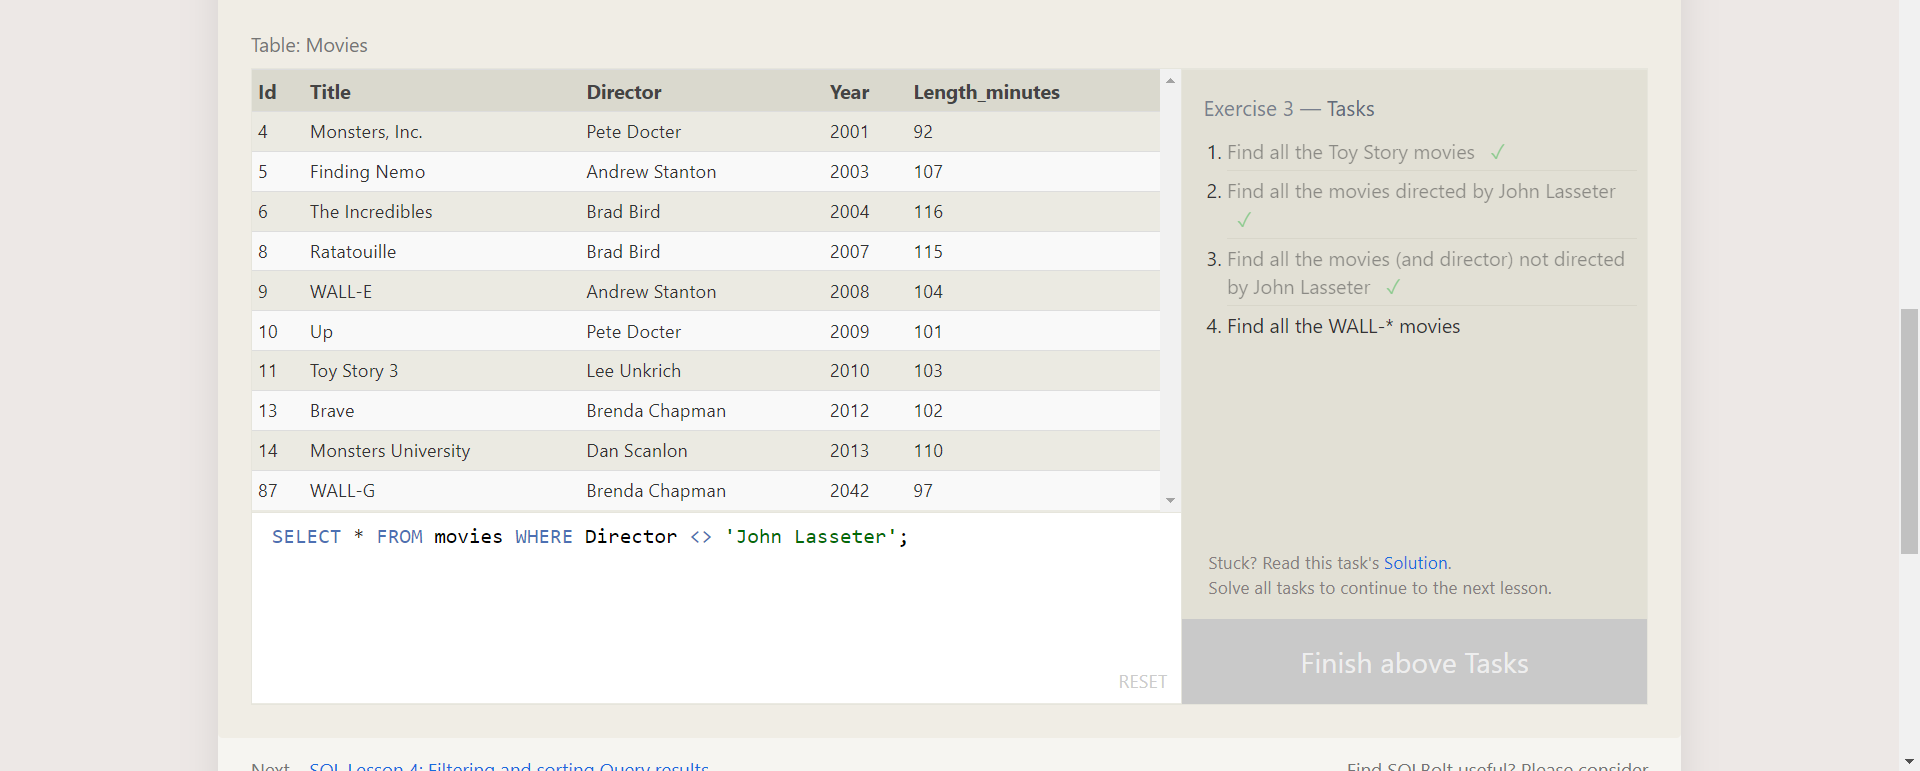 Table: Movies
Id Title Director Year Length_minutes
4 Monsters, Inc. Pete Docter 2001 92
5 Finding Nemo Andrew Stanton 2003 107
6 The Incredibles Brad Bird 2004 116
8 Ratatouille Brad Bird 2007 115
9 WALL-E Andrew Stanton 2008 104
10 Up Pete Docter 2009 101
11 Toy Story 3 Lee Unkrich 2010 103
13 Brave Brenda Chapman 2012 102
14 Monsters University Dan Scanlon 2013 110
87 WALL-G Brenda Chapman 2042 97
SELECT * FROM movies WHERE Director <> 'John Lasseter';
RESET
Exercise 3 — Tasks
1. Find all the Toy Story movies ✓
2. Find all the movies directed by John Lasseter
✓
3. Find all the movies (and director) not directed
by John Lasseter ✓
4. Find all the WALL-* movies
Stuck? Read this task's Solution.
Solve all tasks to continue to the next lesson.
Finish above Tasks
Next – SQL Lesson 4: Filtering and sorting Query results
Find SQLBolt useful? Please consider